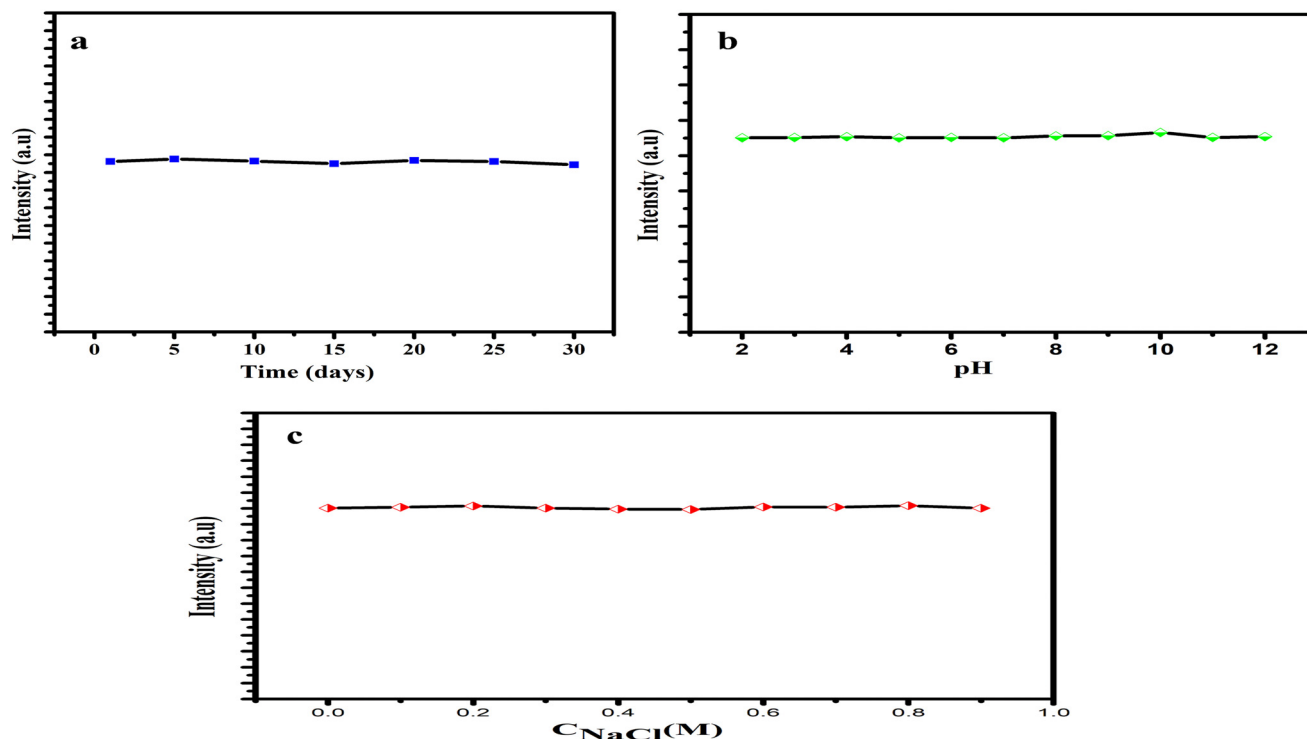 a
Intensity (a.u)
0 5 10 15 20 25 30
Time (days)
b
Intensity (a.u)
2 4 6 8 10 12
pH
c
Intensity (a.u)
0.0 0.2 0.4 0.6 0.8 1.0
CNaCl(M)